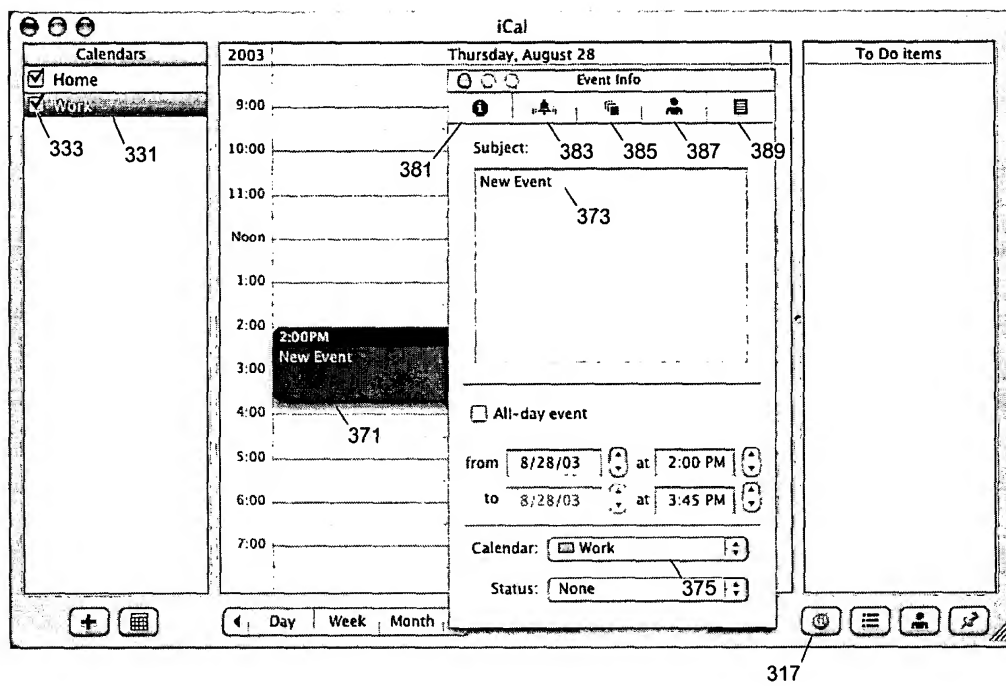 iCal
Calendars
Home
Work
333
331
2003
Thursday, August 28
9:00
10:00
11:00
Noon
1:00
2:00
3:00
4:00
5:00
6:00
7:00
2:00PM
New Event
371
Day Week Month
Event Info
381
383
385
387
389
Subject:
New Event
373
All-day event
from 8/28/03 at 2:00 PM
to 8/28/03 at 3:45 PM
Calendar: Work
375
Status: None
To Do items
317